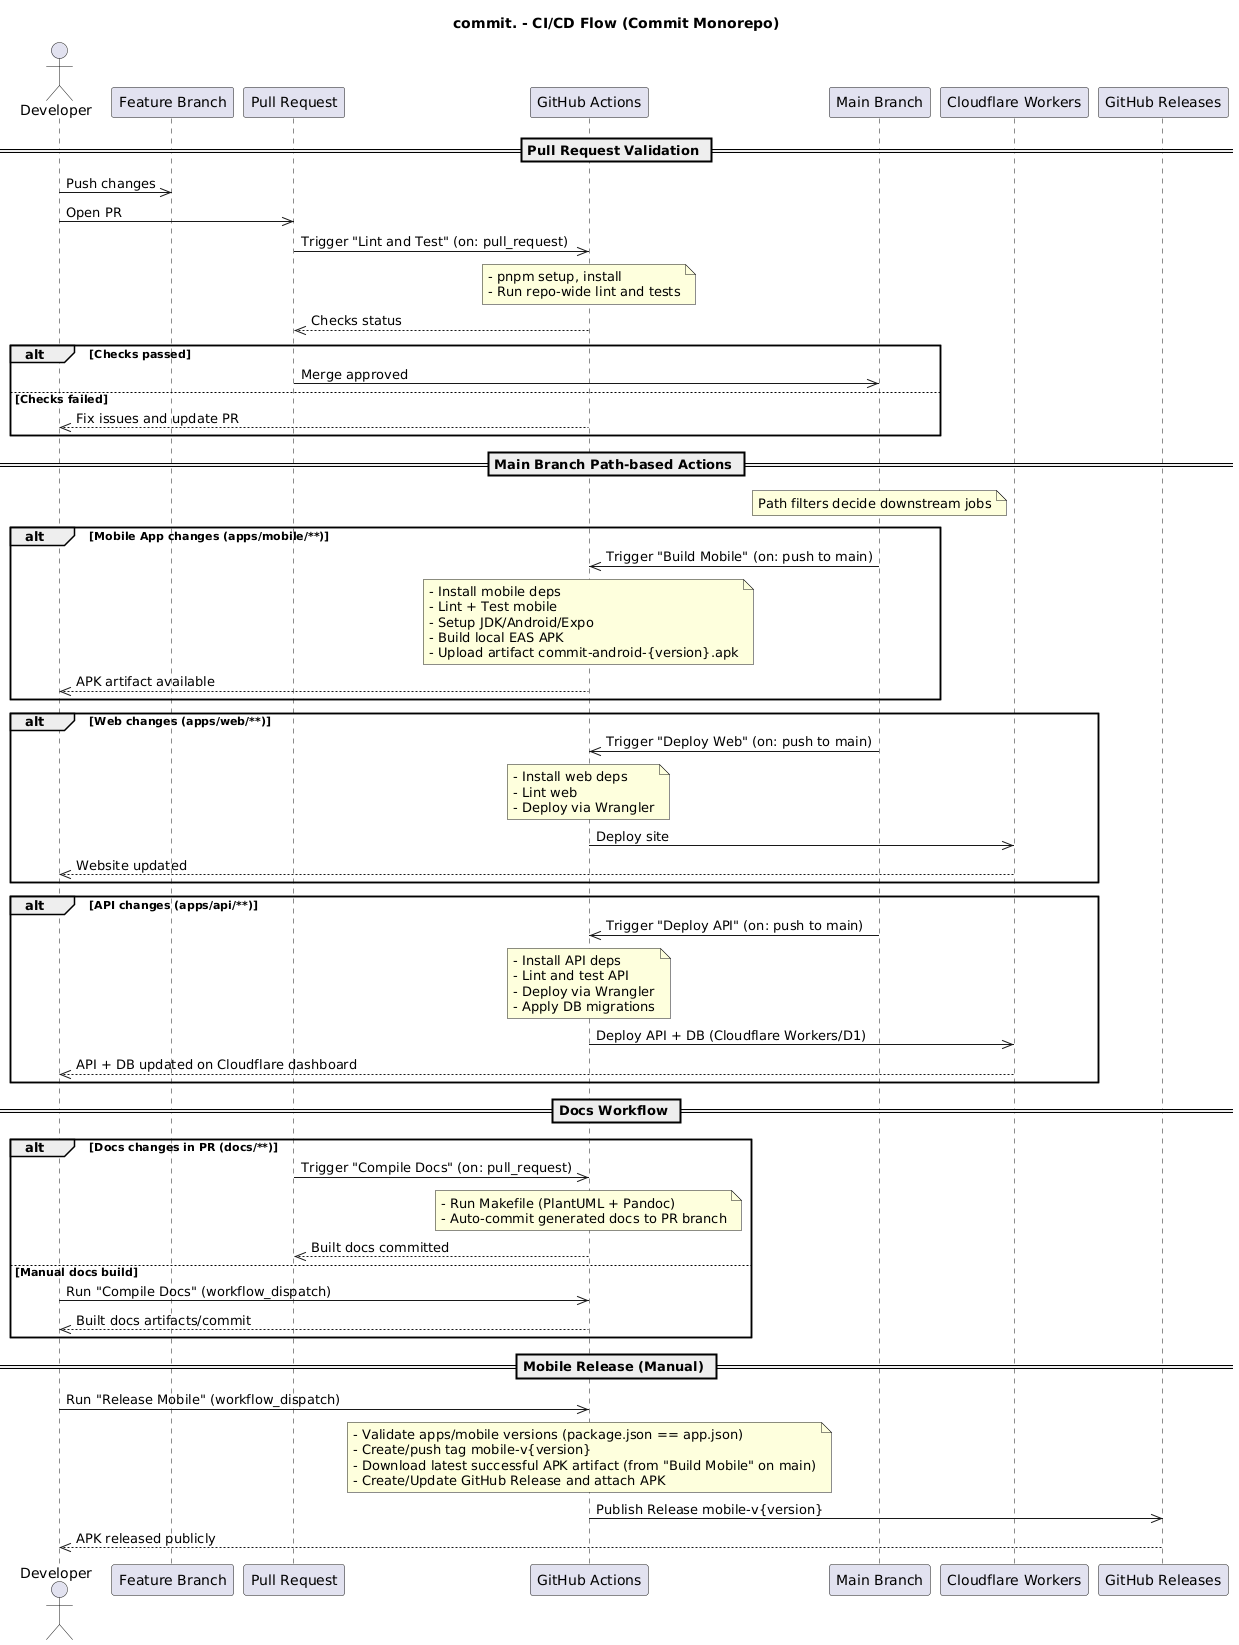 commit. - CI/CD Flow (Commit Monorepo)
Developer
Feature Branch
Pull Request
GitHub Actions
Main Branch
Cloudflare Workers
GitHub Releases
Pull Request Validation
Push changes
Open PR
Trigger "Lint and Test" (on: pull_request)
- pnpm setup, install
- Run repo-wide lint and tests
Checks status
alt [Checks passed]
Merge approved
[Checks failed]
Fix issues and update PR
Main Branch Path-based Actions
Path filters decide downstream jobs
alt [Mobile App changes (apps/mobile/**)]
Trigger "Build Mobile" (on: push to main)
- Install mobile deps
- Lint + Test mobile
- Setup JDK/Android/Expo
- Build local EAS APK
- Upload artifact commit-android-{version}.apk
APK artifact available
alt [Web changes (apps/web/**)]
Trigger "Deploy Web" (on: push to main)
- Install web deps
- Lint web
- Deploy via Wrangler
Deploy site
Website updated
alt [API changes (apps/api/**)]
Trigger "Deploy API" (on: push to main)
- Install API deps
- Lint and test API
- Deploy via Wrangler
- Apply DB migrations
Deploy API + DB (Cloudflare Workers/D1)
API + DB updated on Cloudflare dashboard
Docs Workflow
alt [Docs changes in PR (docs/**)]
Trigger "Compile Docs" (on: pull_request)
- Run Makefile (PlantUML + Pandoc)
- Auto-commit generated docs to PR branch
Built docs committed
[Manual docs build]
Run "Compile Docs" (workflow_dispatch)
Built docs artifacts/commit
Mobile Release (Manual)
Run "Release Mobile" (workflow_dispatch)
- Validate apps/mobile versions (package.json == app.json)
- Create/push tag mobile-v{version}
- Download latest successful APK artifact (from "Build Mobile" on main)
- Create/Update GitHub Release and attach APK
Publish Release mobile-v{version}
APK released publicly
Developer
Feature Branch
Pull Request
GitHub Actions
Main Branch
Cloudflare Workers
GitHub Releases